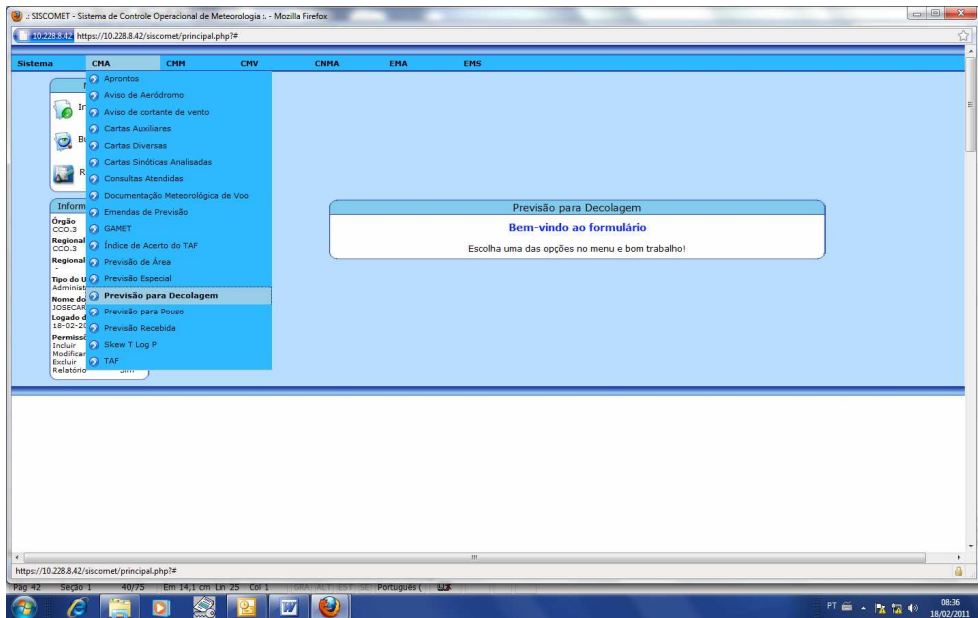 .: SISCOMET - Sistema de Controle Operacional de Meteorologia :. - Mozilla Firefox
10.228.8.42 https://10.228.8.42/siscomet/principal.php?#
Sistema CMA CMM CMV CNMA EMA EMS
Aprontos
Aviso de Aeródromo
Aviso de cortante de vento
Cartas Auxiliares
Cartas Diversas
Cartas Sinóticas Analisadas
Consultas Atendidas
Documentação Meteorológica de Voo
Emendas de Previsão
GAMET
Índice de Acerto do TAF
Previsão de Área
Previsão Especial
Previsão para Decolagem
Previsão para Pouso
Previsão Recebida
Skew T Log P
TAF
In
B
R
Inform
Órgão
CCO.3
Regional
CCO.3
Regional
-
Tipo do U
Administ
Nome do
JOSECAR
Logado d
18-02-20
Permissõ
Incluir
Modificar
Excluir
Relatório Sim
Previsão para Decolagem
Bem-vindo ao formulário
Escolha uma das opções no menu e bom trabalho!
https://10.228.8.42/siscomet/principal.php?#
Pag 42 Seção 1 40/75 Em 14,1 cm Lin 25 Col 1 GRA ALT EST SE Português (
PT 08:36
18/02/2011